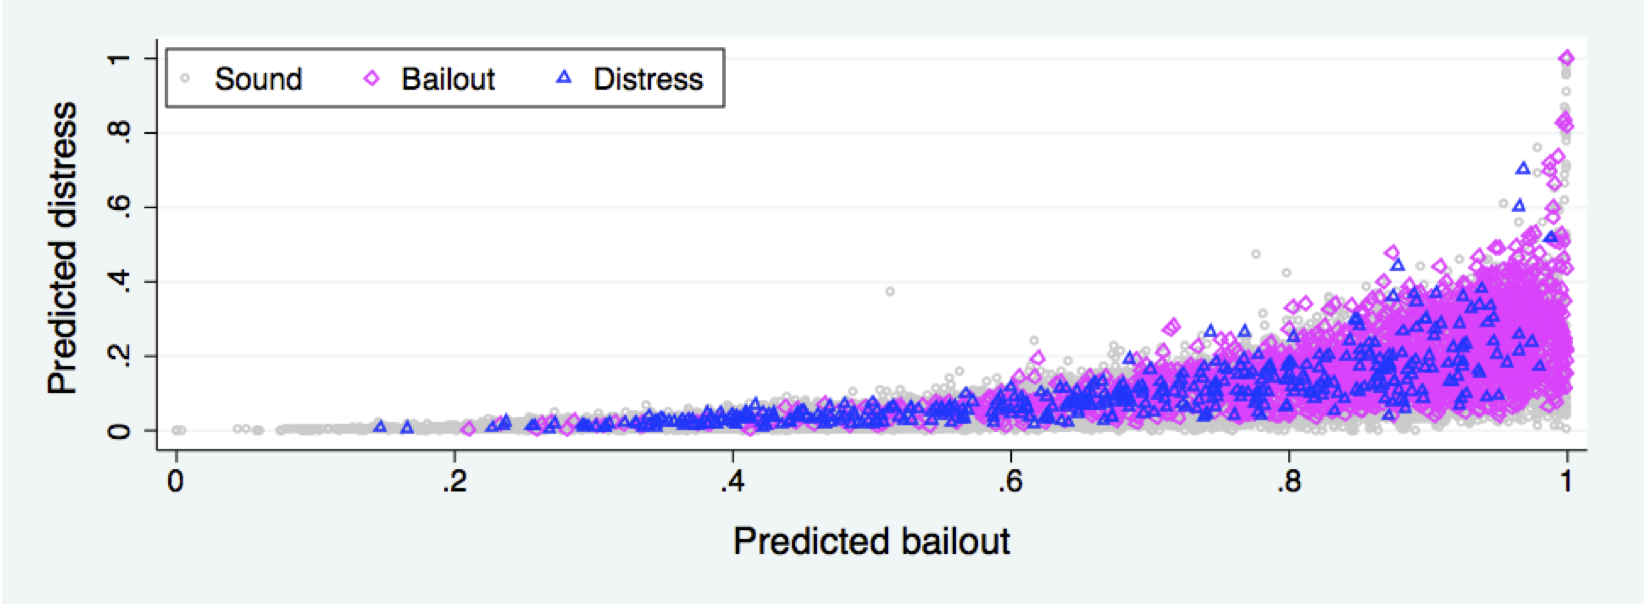 Sound Bailout Distress
Predicted distress
1
.8
.6
.4
.2
0
0 .2 .4 .6 .8 1
Predicted bailout